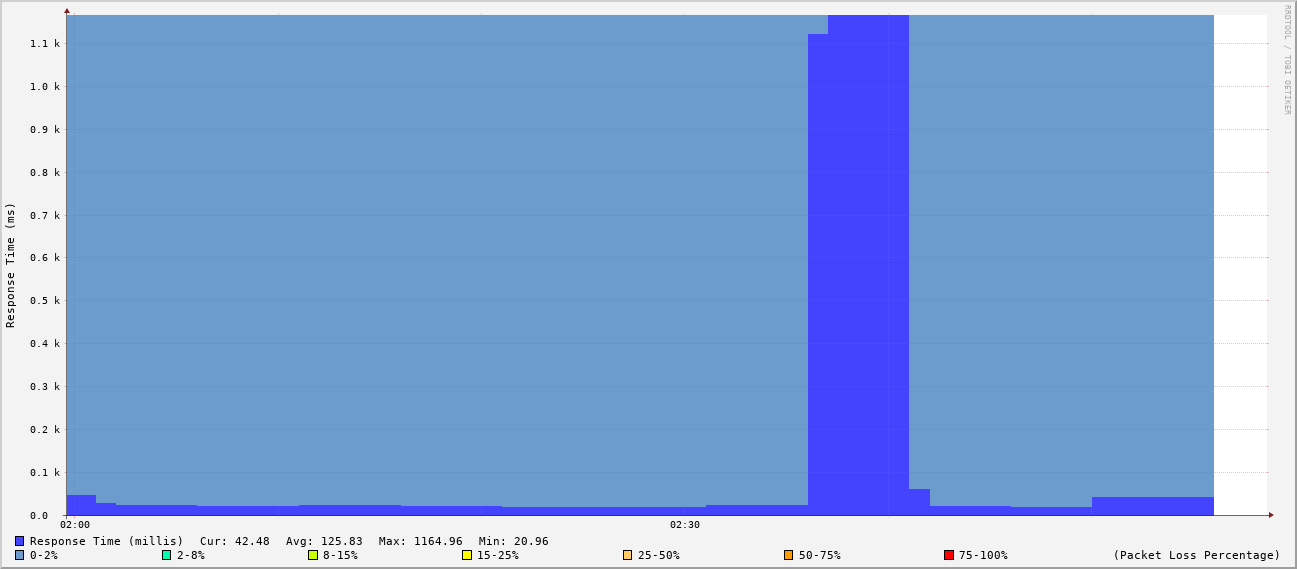 RRDTOOL / TOBI OETIKER
Response Time (ms)
1.1 k
1.0 k
0.9 k
0.8 k
0.7 k
0.6 k
0.5 k
0.4 k
0.3 k
0.2 k
0.1 k
0.0
02:00 02:30
Response Time (millis) Cur: 42.48 Avg: 125.83 Max: 1164.96 Min: 20.96
0-2% 2-8% 8-15% 15-25% 25-50% 50-75% 75-100% (Packet Loss Percentage)